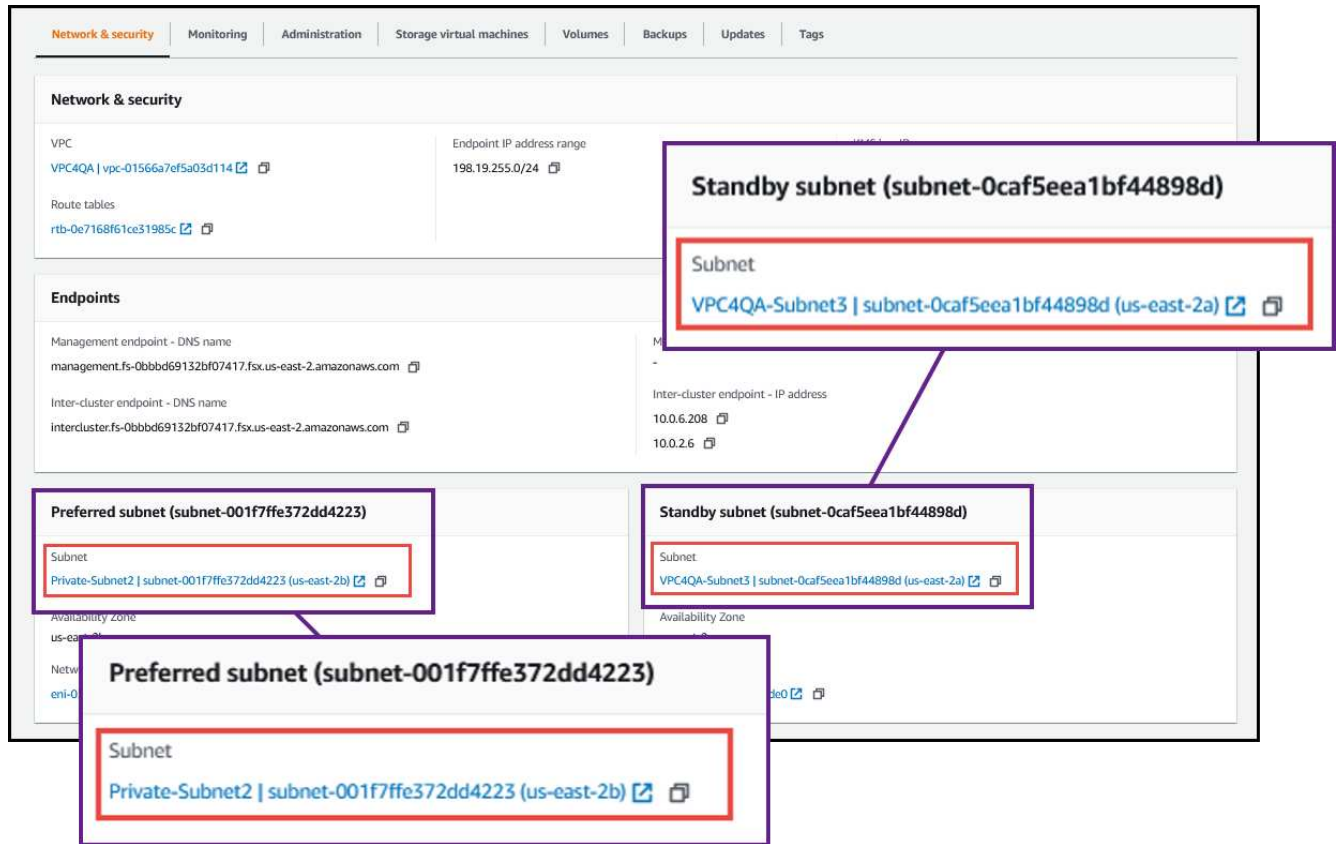 Network & security
Monitoring
Administration
Storage virtual machines
Volumes
Backups
Updates
Tags
Network & security
VPC
VPC4QA | vpc-01566a7ef5a03d114
Route tables
rtb-0e7168f61ce31985c
Endpoint IP address range
198.19.255.0/24
Standby subnet (subnet-0caf5eea1bf44898d)
Subnet
VPC4QA-Subnet3 | subnet-0caf5eea1bf44898d (us-east-2a)
Endpoints
Management endpoint - DNS name
management.fs-0bbbd69132bf07417.fsx.us-east-2.amazonaws.com
Inter-cluster endpoint - DNS name
intercluster.fs-0bbbd69132bf07417.fsx.us-east-2.amazonaws.com
-
Inter-cluster endpoint - IP address
10.0.6.208
10.0.2.6
Preferred subnet (subnet-001f7ffe372dd4223)
Subnet
Private-Subnet2 | subnet-001f7ffe372dd4223 (us-east-2b)
Availability Zone
Standby subnet (subnet-0caf5eea1bf44898d)
Subnet
VPC4QA-Subnet3 | subnet-0caf5eea1bf44898d (us-east-2a)
Availability Zone
Preferred subnet (subnet-001f7ffe372dd4223)
Subnet
Private-Subnet2 | subnet-001f7ffe372dd4223 (us-east-2b)